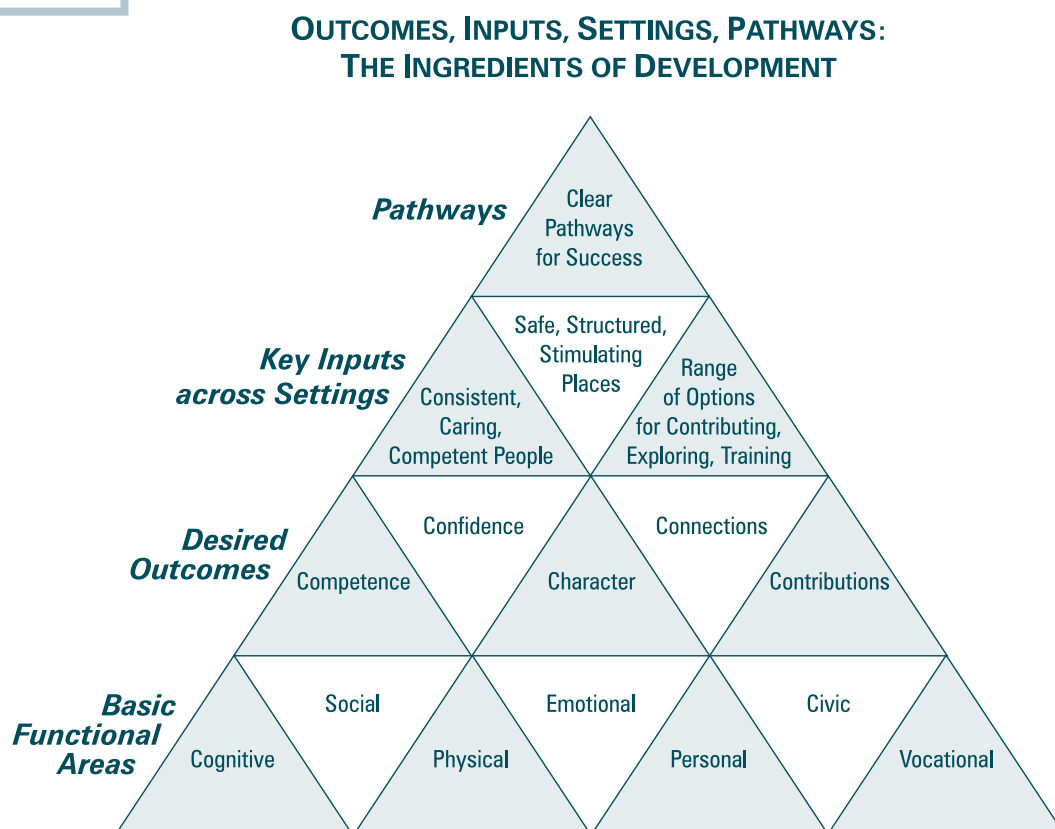 OUTCOMES, INPUTS, SETTINGS, PATHWAYS:
THE INGREDIENTS OF DEVELOPMENT
Pathways
Clear
Pathways
for Success
Key Inputs
across Settings
Consistent,
Caring,
Competent People
Safe, Structured,
Stimulating
Places
Range
of Options
for Contributing,
Exploring, Training
Desired
Outcomes
Competence
Confidence
Character
Connections
Contributions
Basic
Functional
Areas
Cognitive
Social
Physical
Emotional
Personal
Civic
Vocational